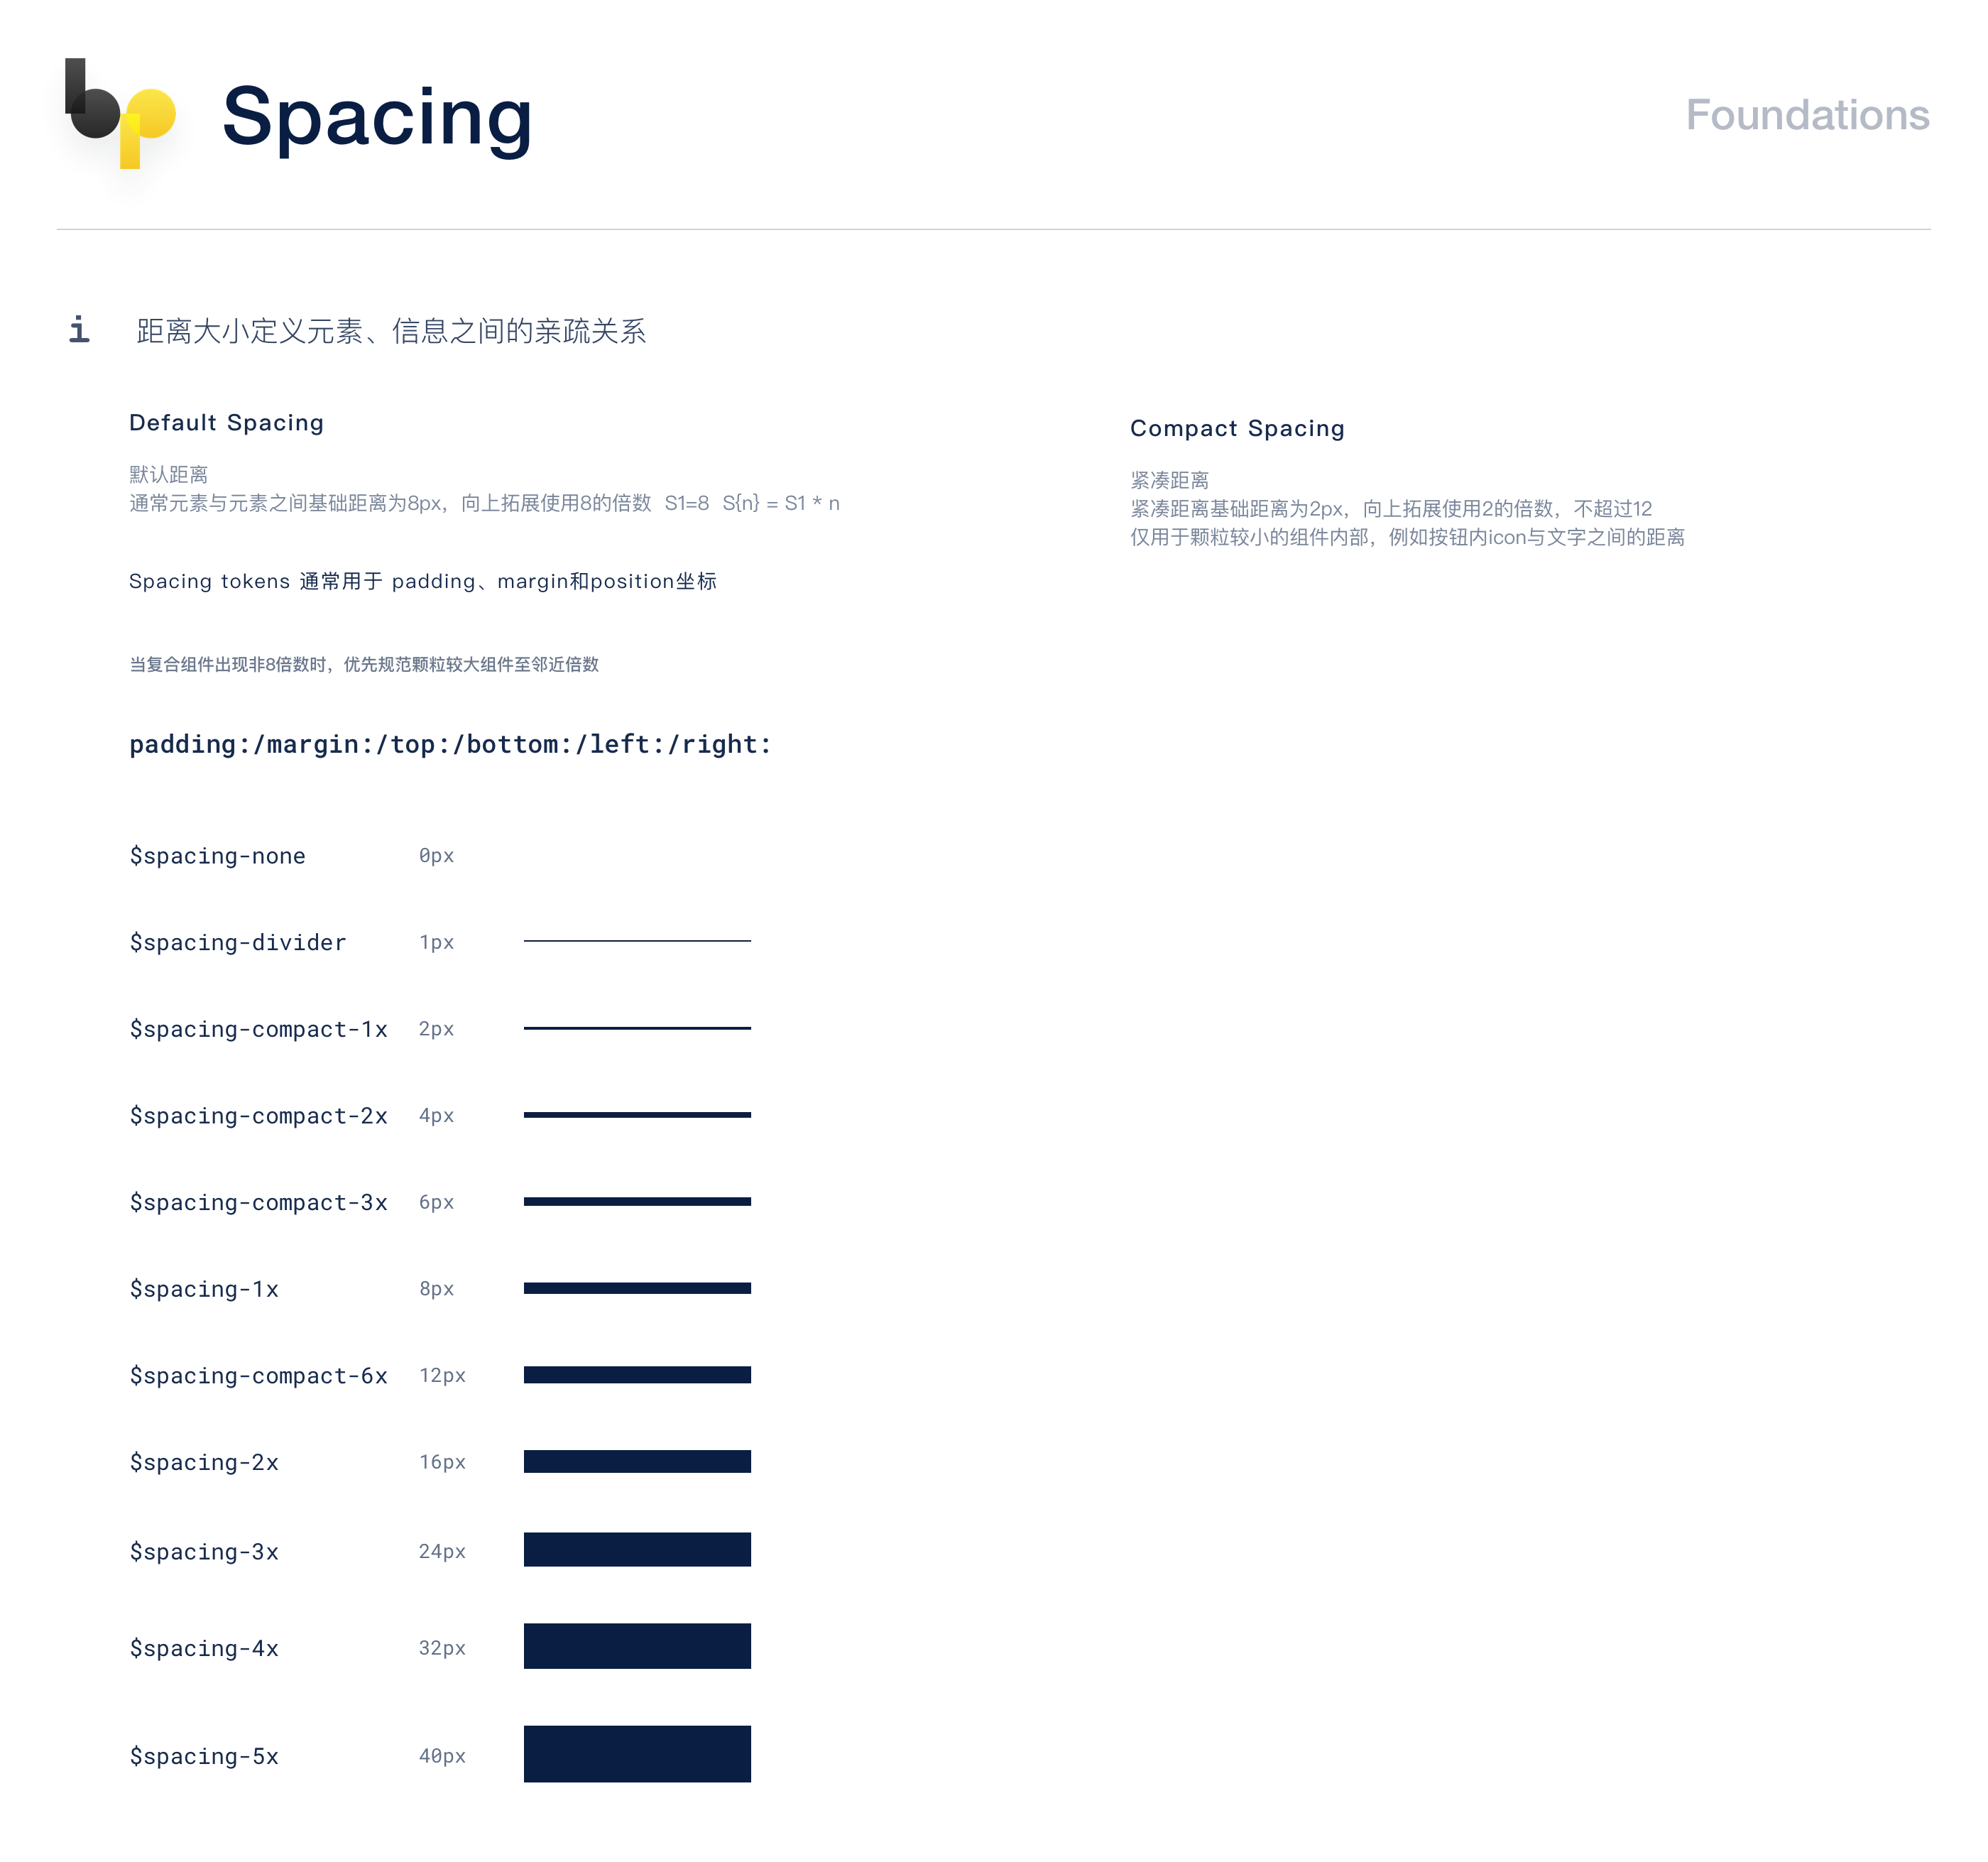 bp
Spacing
Foundations
i
距离大小定义元素、信息之间的亲疏关系
Default Spacing
默认距离
通常元素与元素之间基础距离为8px，向上拓展使用8的倍数 S1=8 S{n} = S1 * n
Spacing tokens 通常用于 padding、margin和position坐标
当复合组件出现非8倍数时，优先规范颗粒较大组件至邻近倍数
padding:/margin:/top:/bottom:/left:/right:
Compact Spacing
紧凑距离
紧凑距离基础距离为2px，向上拓展使用2的倍数，不超过12
仅用于颗粒较小的组件内部，例如按钮内icon与文字之间的距离
$spacing-none 0px
$spacing-divider 1px
$spacing-compact-1x 2px
$spacing-compact-2x 4px
$spacing-compact-3x 6px
$spacing-1x 8px
$spacing-compact-6x 12px
$spacing-2x 16px
$spacing-3x 24px
$spacing-4x 32px
$spacing-5x 40px